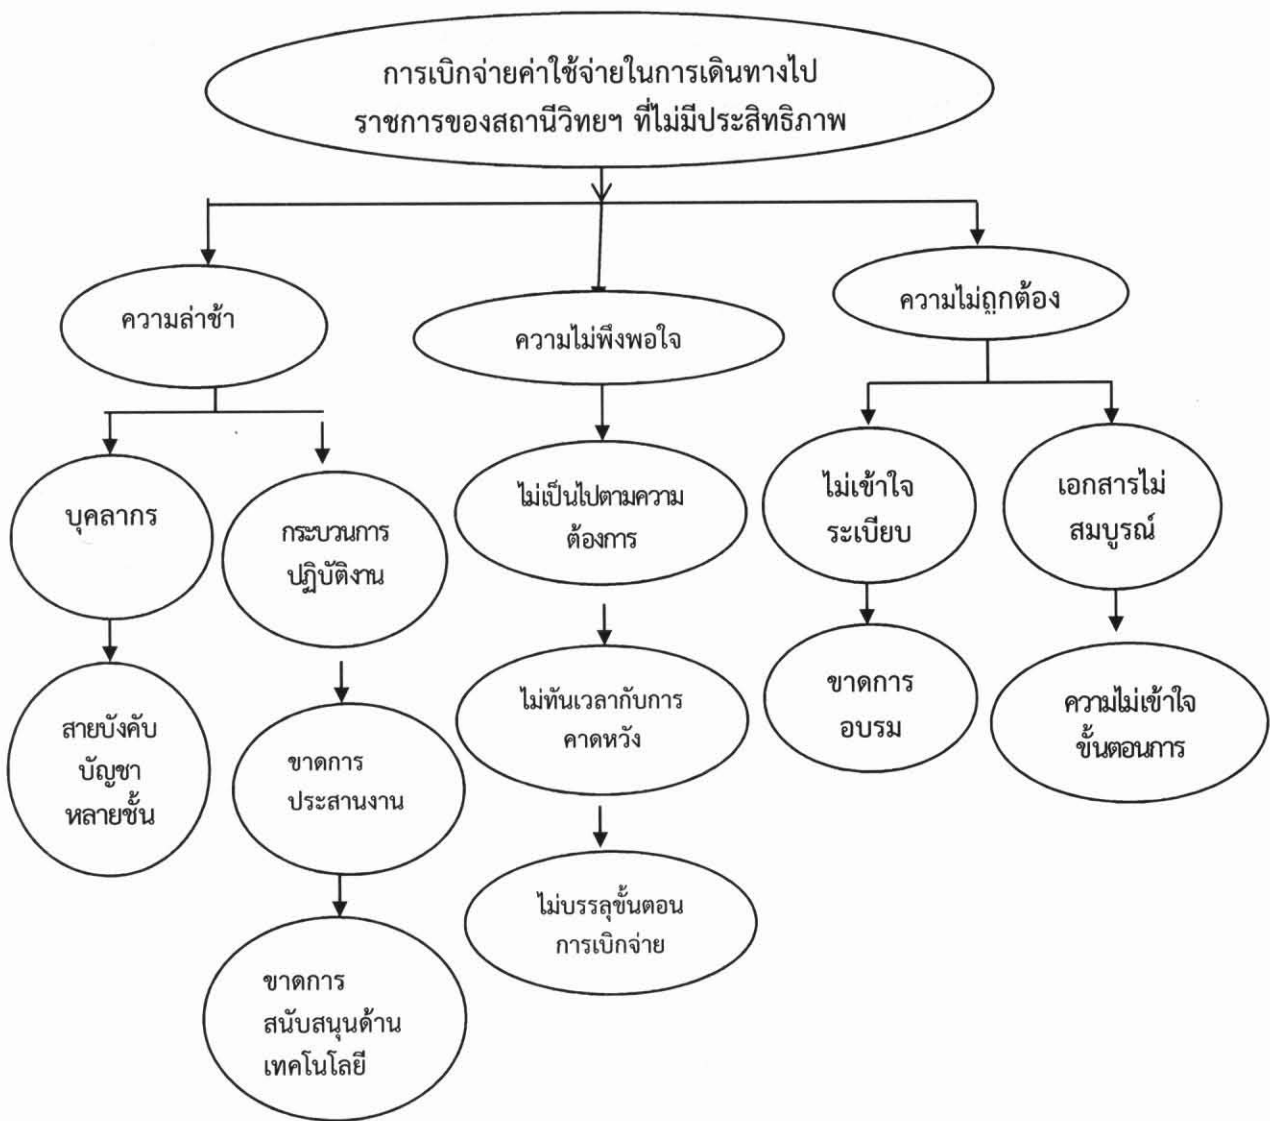 การเบิกจ่ายค่าใช้จ่ายในการเดินทางไป
ราชการของสถานีวิทยฯ ที่ไม่มีประสิทธิภาพ
ความล่าช้า
ความไม่พึงพอใจ
ความไม่ถูกต้อง
บุคลากร
กระบวนการ
ปฏิบัติงาน
ไม่เป็นไปตามความ
ต้องการ
ไม่เข้าใจ
ระเบียบ
เอกสารไม่
สมบูรณ์
สายบังคับ
บัญชา
หลายชั้น
ขาดการ
ประสานงาน
ไม่ทันเวลากับการ
คาดหวัง
ขาดการ
อบรม
ความไม่เข้าใจ
ขั้นตอนการ
ขาดการ
สนับสนุนด้าน
เทคโนโลยี
ไม่บรรลุขั้นตอน
การเบิกจ่าย